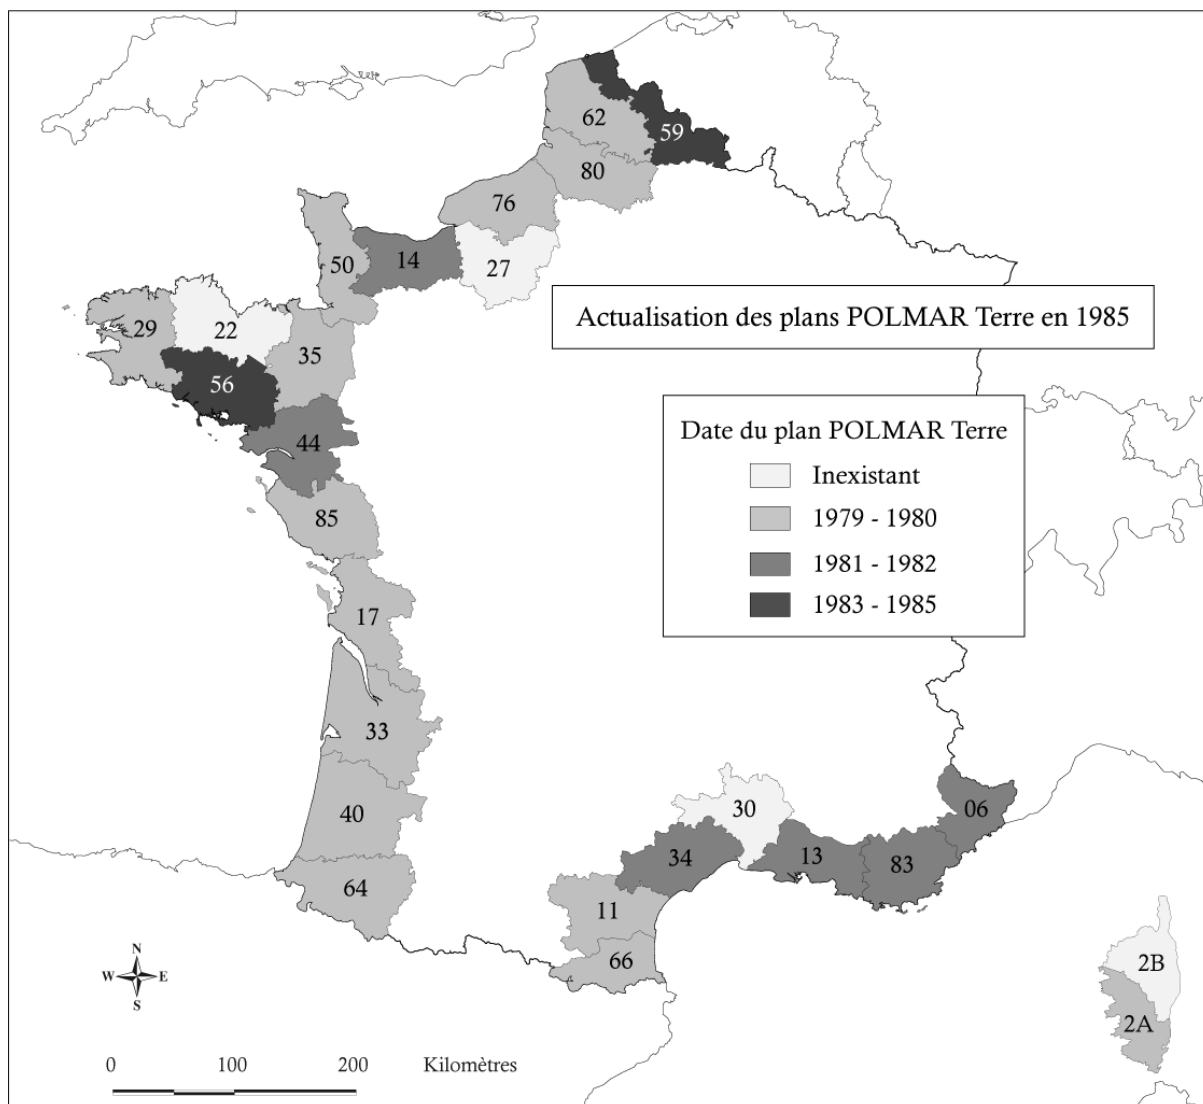 62
59
80
76
50
14
27
29
22
35
56
44
85
17
33
40
64
Actualisation des plans POLMAR Terre en 1985
Date du plan POLMAR Terre
Inexistant
1979 - 1980
1981 - 1982
1983 - 1985
30
06
34
13
83
11
66
2B
2A
N
W E
S
0 100 200 Kilomètres